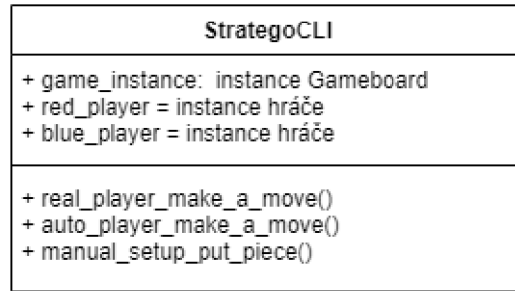 StrategoCLI
+ game_instance: instance Gameboard
+ red_player = instance hráče
+ blue_player = instance hráče
+ real_player_make_a_move()
+ auto_player_make_a_move()
+ manual_setup_put_piece()